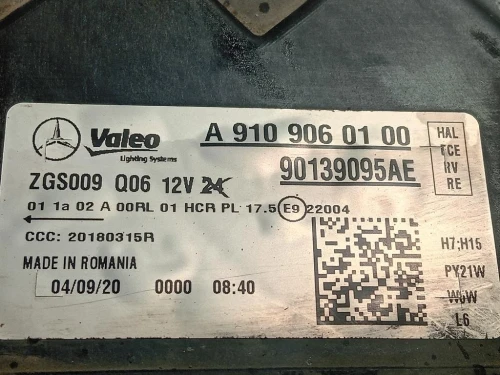 Valeo
Lighting Systems
A 910 906 01 00
90139095AE
HAL
TCE
RV
RE
ZGS009 Q06 12V 24
01 1a 02 A 00RL 01 HCR PL 17.5 E9 22004
CCC: 20180315R
MADE IN ROMANIA
04/09/20 0000 08:40
H7;H15
PY21W
W6W
L6